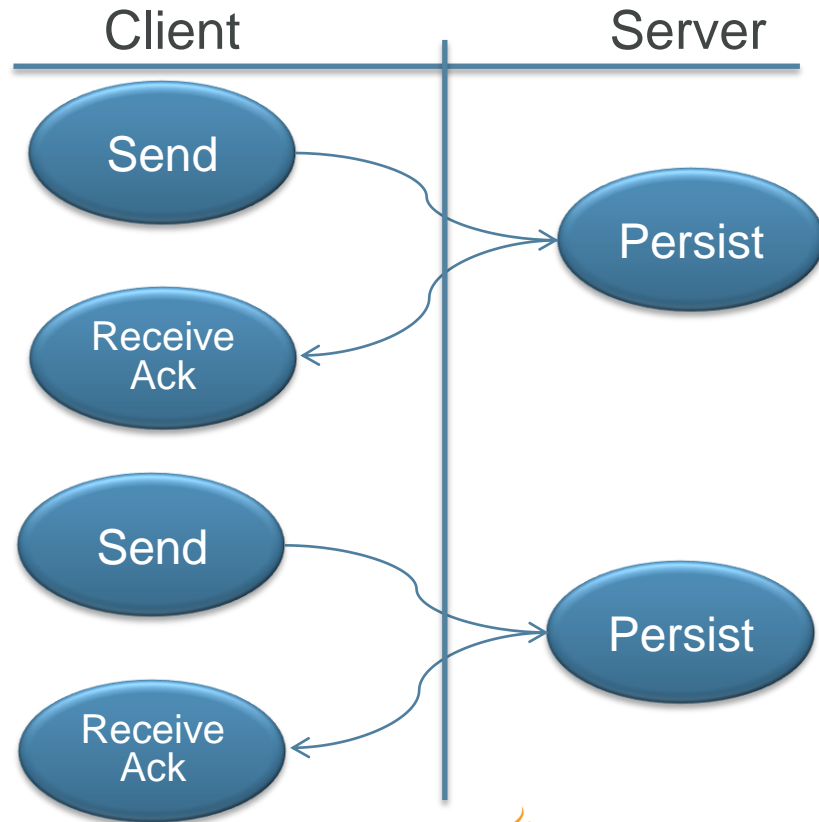 Client
Server
Send
Persist
Receive
Ack
Send
Persist
Receive
Ack